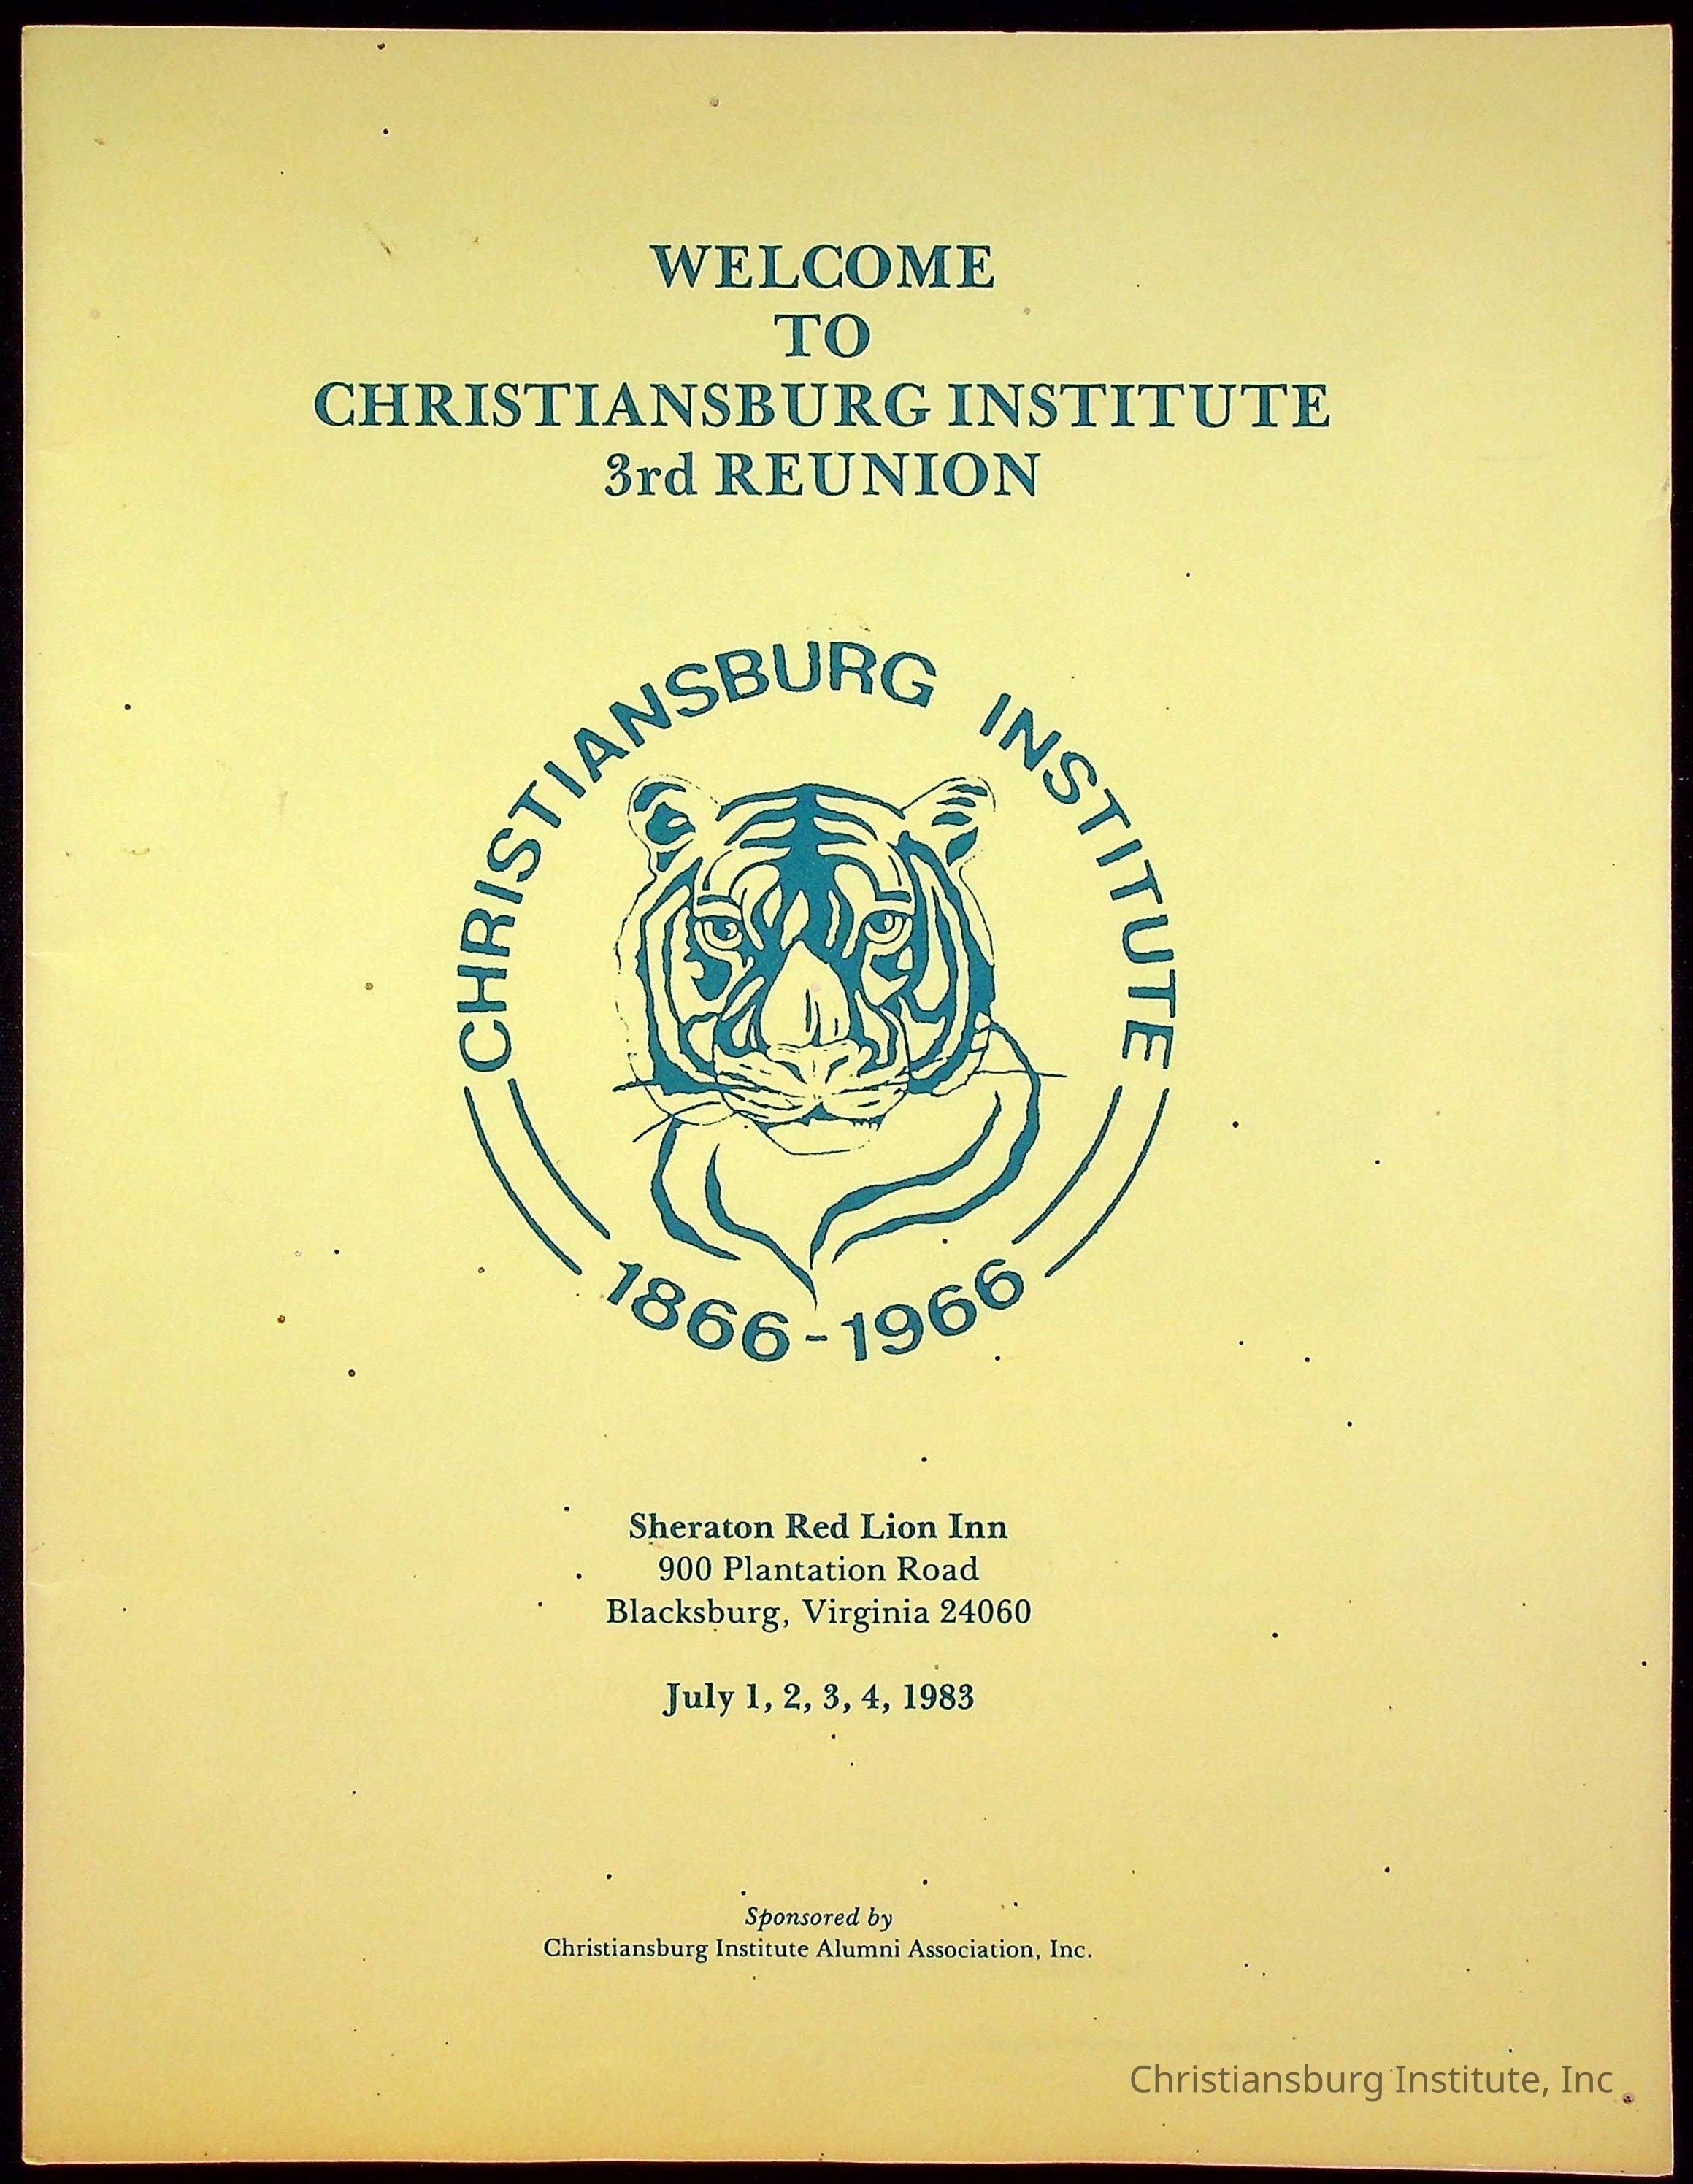 WELCOME
TO
CHRISTIANSBURG INSTITUTE
3rd REUNION
CHRISTIANSBURG INSTITUTE
1866-1966
Sheraton Red Lion Inn
900 Plantation Road
Blacksburg, Virginia 24060
July 1, 2, 3, 4, 1983
Sponsored by
Christiansburg Institute Alumni Association, Inc.
Christiansburg Institute, Inc